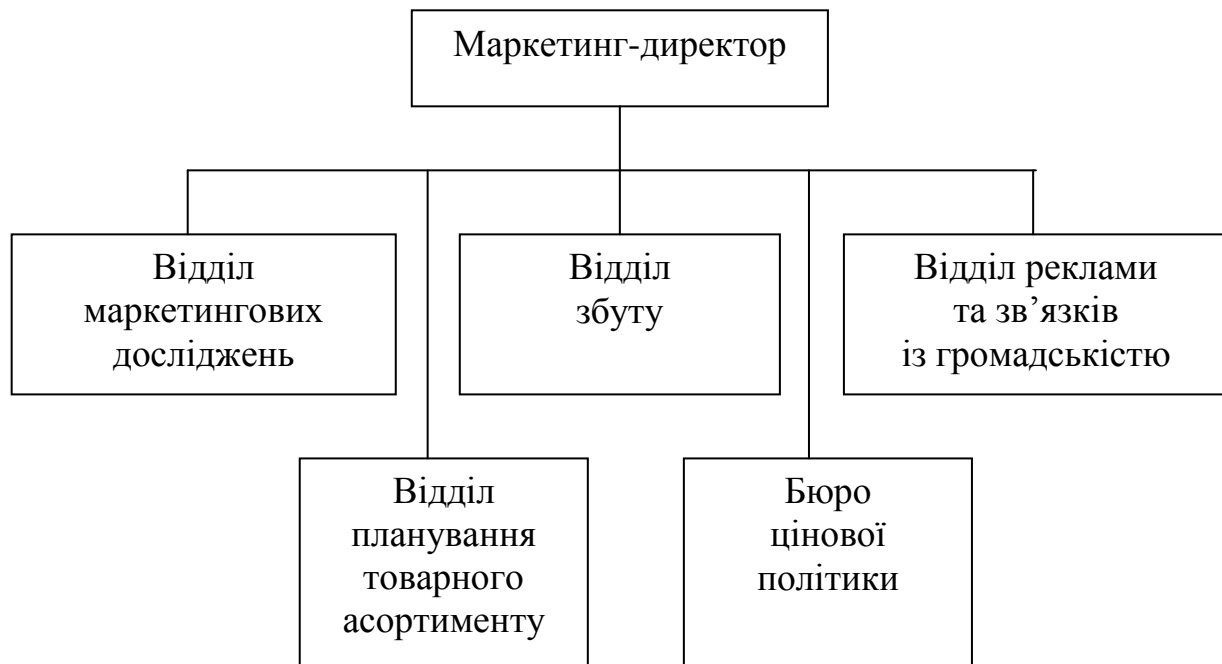 Маркетинг-директор
Відділ
маркетингових
досліджень
Відділ
збуту
Відділ реклами
та зв’язків
із громадськістю
Відділ
планування
товарного
асортименту
Бюро
цінової
політики